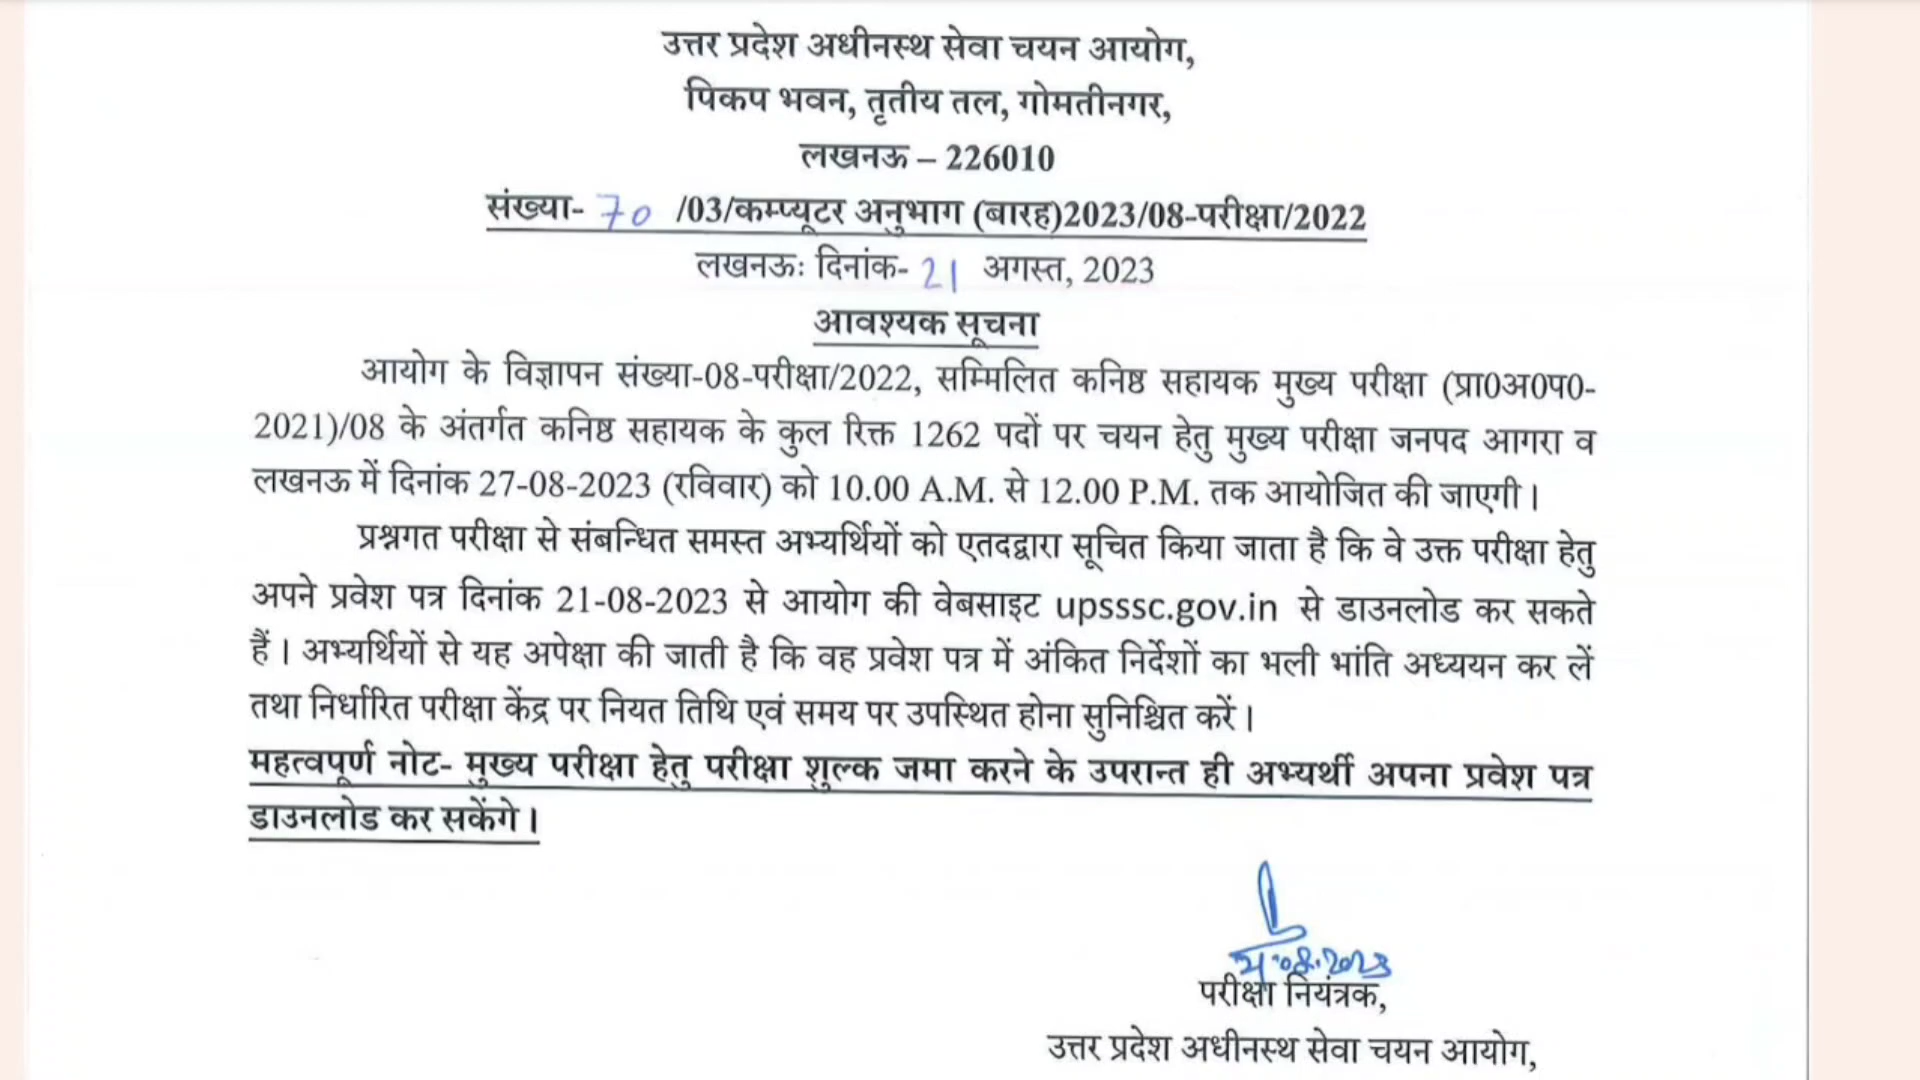 उत्तर प्रदेश अधीनस्थ सेवा चयन आयोग,
पिकप भवन, तृतीय तल, गोमतीनगर,
लखनऊ – 226010
संख्या- 70 /03/कम्प्यूटर अनुभाग (बारह)2023/08-परीक्षा/2022
लखनऊः दिनांक- 21 अगस्त, 2023
आवश्यक सूचना
आयोग के विज्ञापन संख्या-08-परीक्षा/2022, सम्मिलित कनिष्ठ सहायक मुख्य परीक्षा (प्रा0अ0प0-
2021)/08 के अंतर्गत कनिष्ठ सहायक के कुल रिक्त 1262 पदों पर चयन हेतु मुख्य परीक्षा जनपद आगरा व
लखनऊ में दिनांक 27-08-2023 (रविवार) को 10.00 A.M. से 12.00 P.M. तक आयोजित की जाएगी।
प्रश्नगत परीक्षा से संबन्धित समस्त अभ्यर्थियों को एतदद्वारा सूचित किया जाता है कि वे उक्त परीक्षा हेतु
अपने प्रवेश पत्र दिनांक 21-08-2023 से आयोग की वेबसाइट upsssc.gov.in से डाउनलोड कर सकते
हैं। अभ्यर्थियों से यह अपेक्षा की जाती है कि वह प्रवेश पत्र में अंकित निर्देशों का भली भांति अध्ययन कर लें
तथा निर्धारित परीक्षा केंद्र पर नियत तिथि एवं समय पर उपस्थित होना सुनिश्चित करें।
महत्वपूर्ण नोट- मुख्य परीक्षा हेतु परीक्षा शुल्क जमा करने के उपरान्त ही अभ्यर्थी अपना प्रवेश पत्र
डाउनलोड कर सकेंगे।
21.08.2023
परीक्षा नियंत्रक,
उत्तर प्रदेश अधीनस्थ सेवा चयन आयोग,